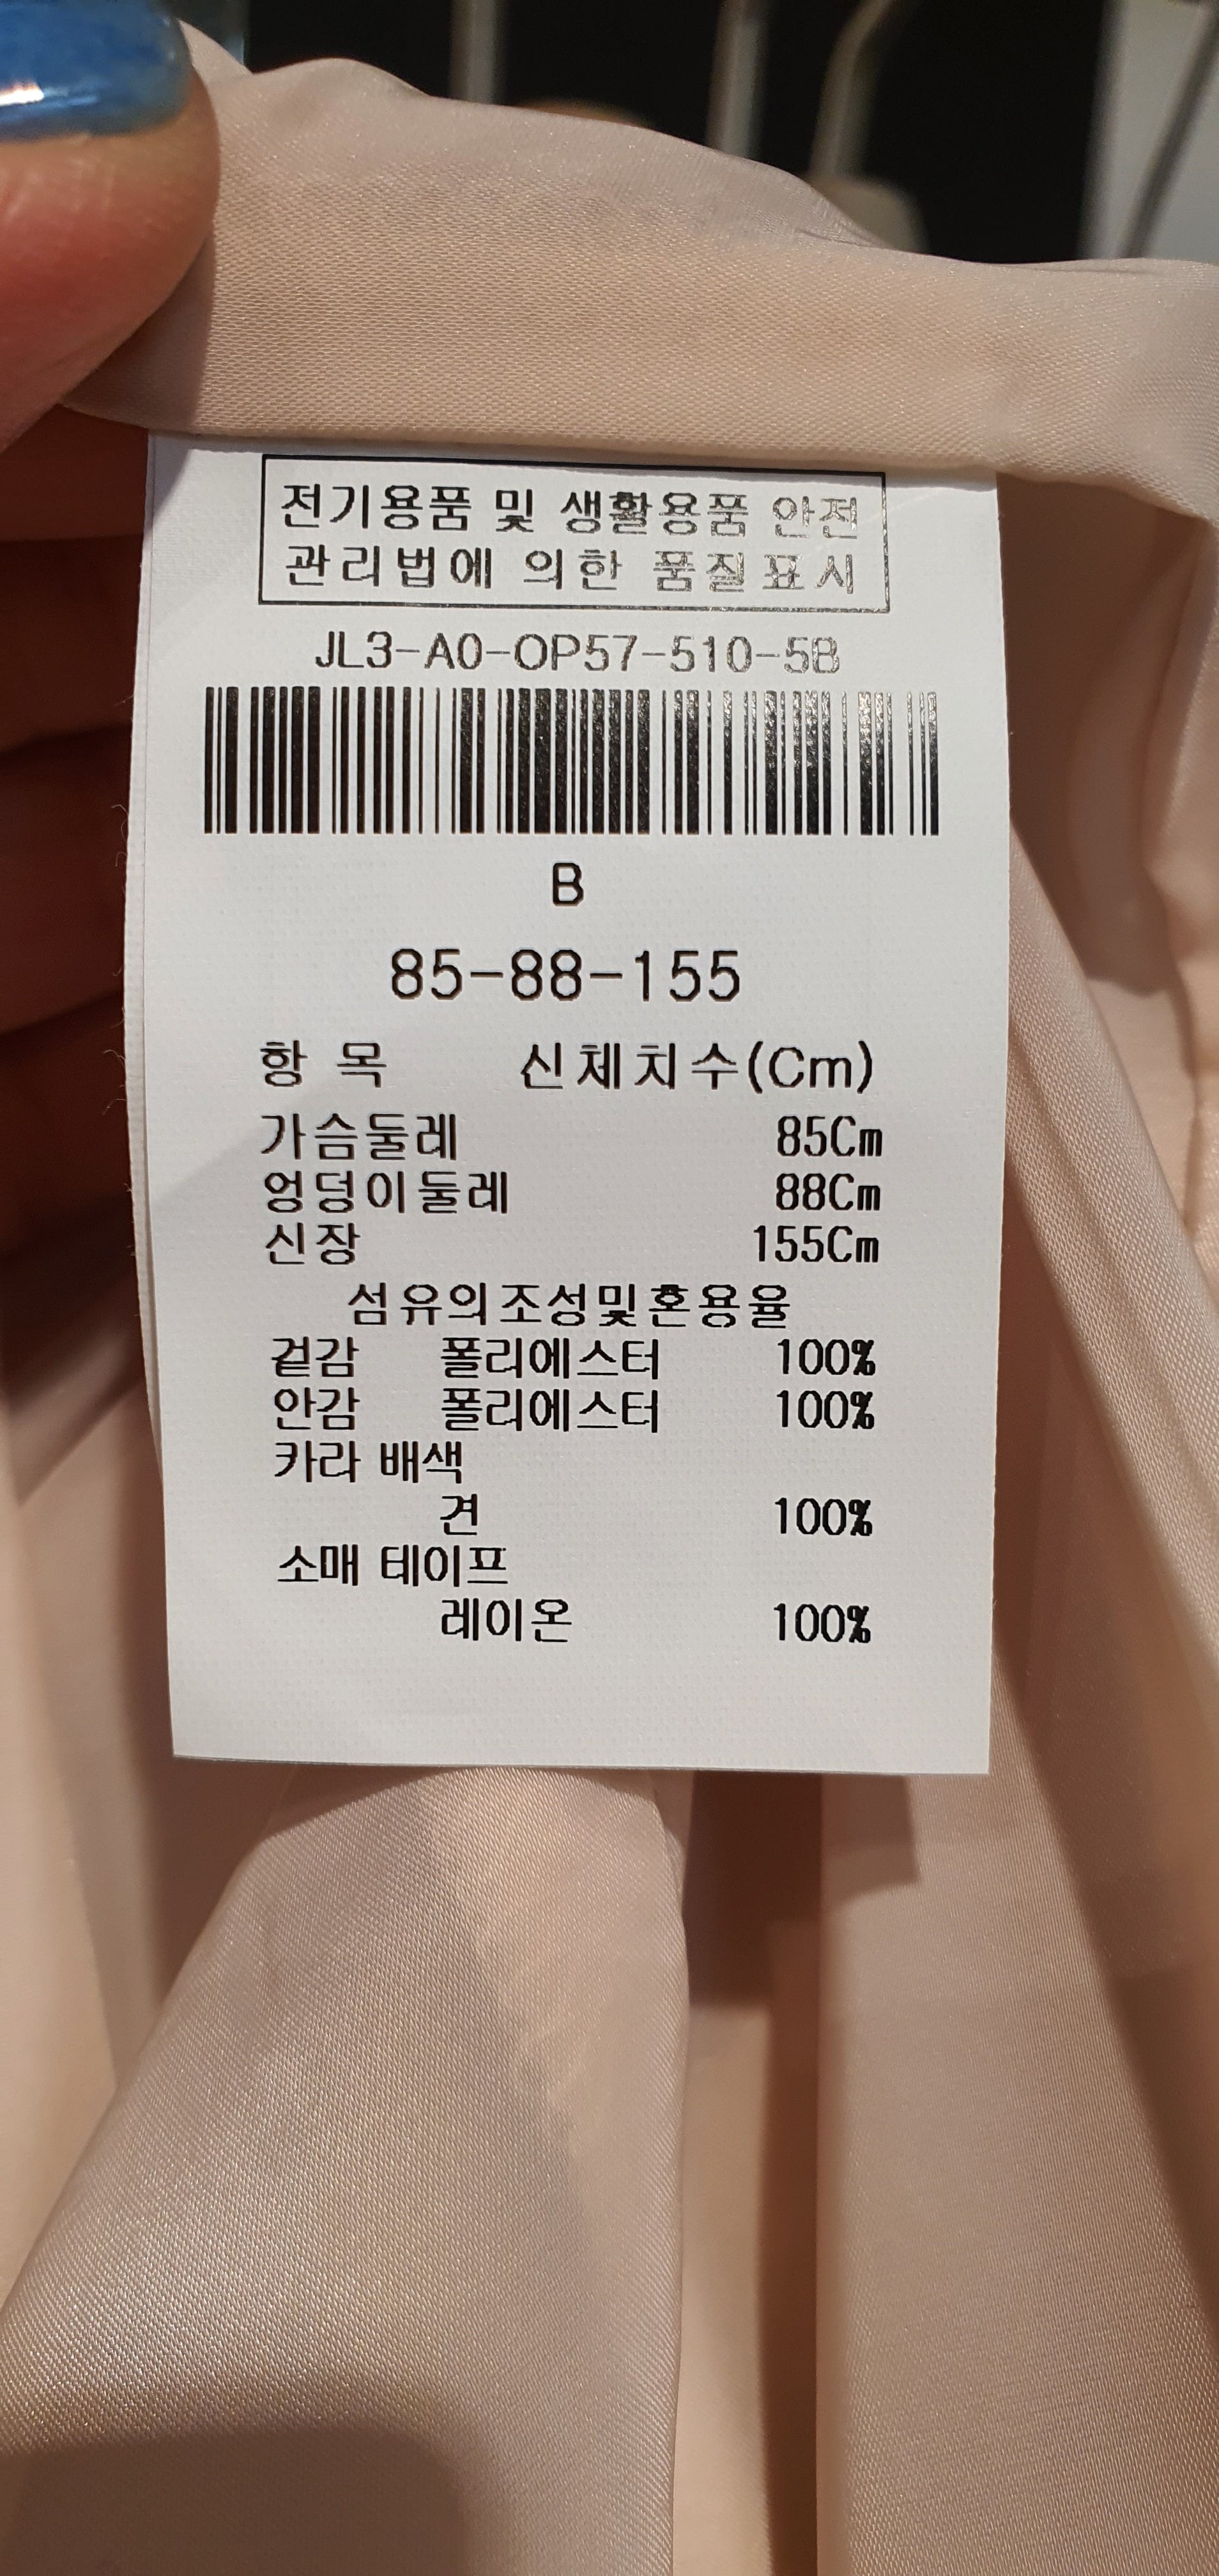 전기용품 및 생활용품 안전
관리법에 의한 품질표시
JL3-A0-OP57-510-5B
B
85-88-155
항 목 신체치수(Cm)
가슴둘레 85Cm
엉덩이둘레 88Cm
신장 155Cm
섬유의조성및혼용율
겉감 폴리에스터 100%
안감 폴리에스터 100%
카라 배색
견 100%
소매 테이프
레이온 100%